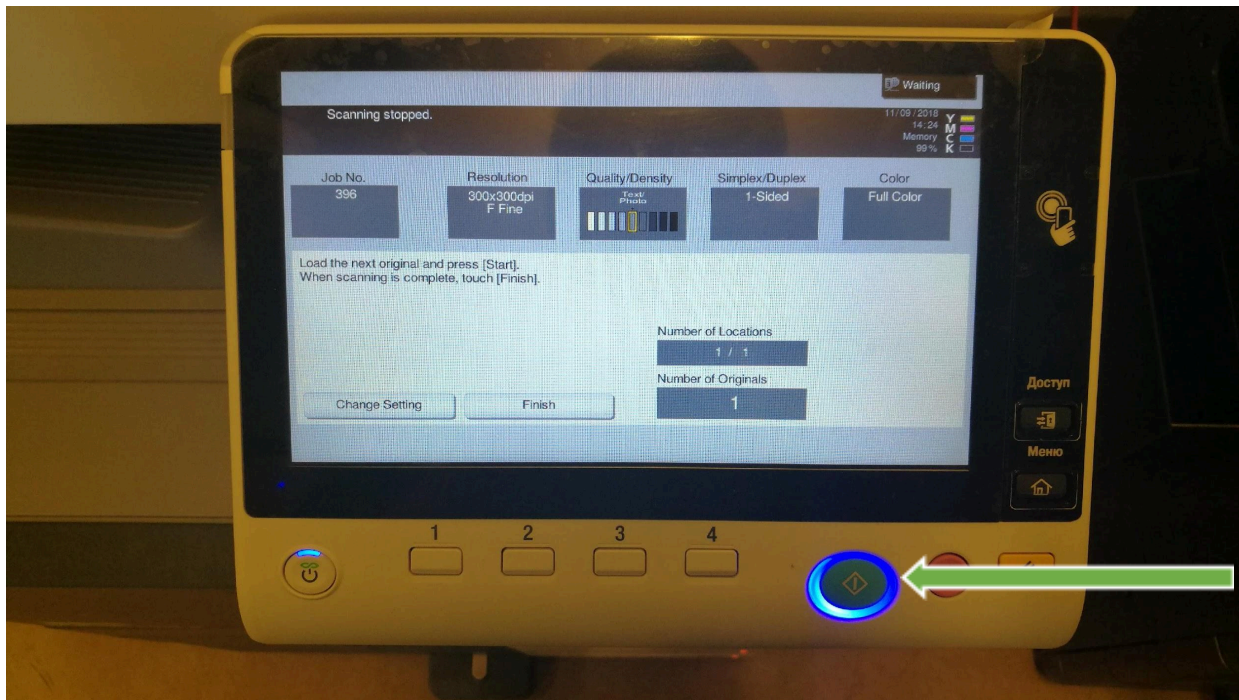 Waiting
Scanning stopped.
11/09/2018
14:24
Memory
99%
Y
M
C
K
Job No.
396
Resolution
300x300dpi
F Fine
Quality/Density
Text/
Photo
Simplex/Duplex
1-Sided
Color
Full Color
Load the next original and press [Start].
When scanning is complete, touch [Finish].
Number of Locations
1 / 1
Number of Originals
1
Change Setting
Finish
Доступ
Меню
1
2
3
4